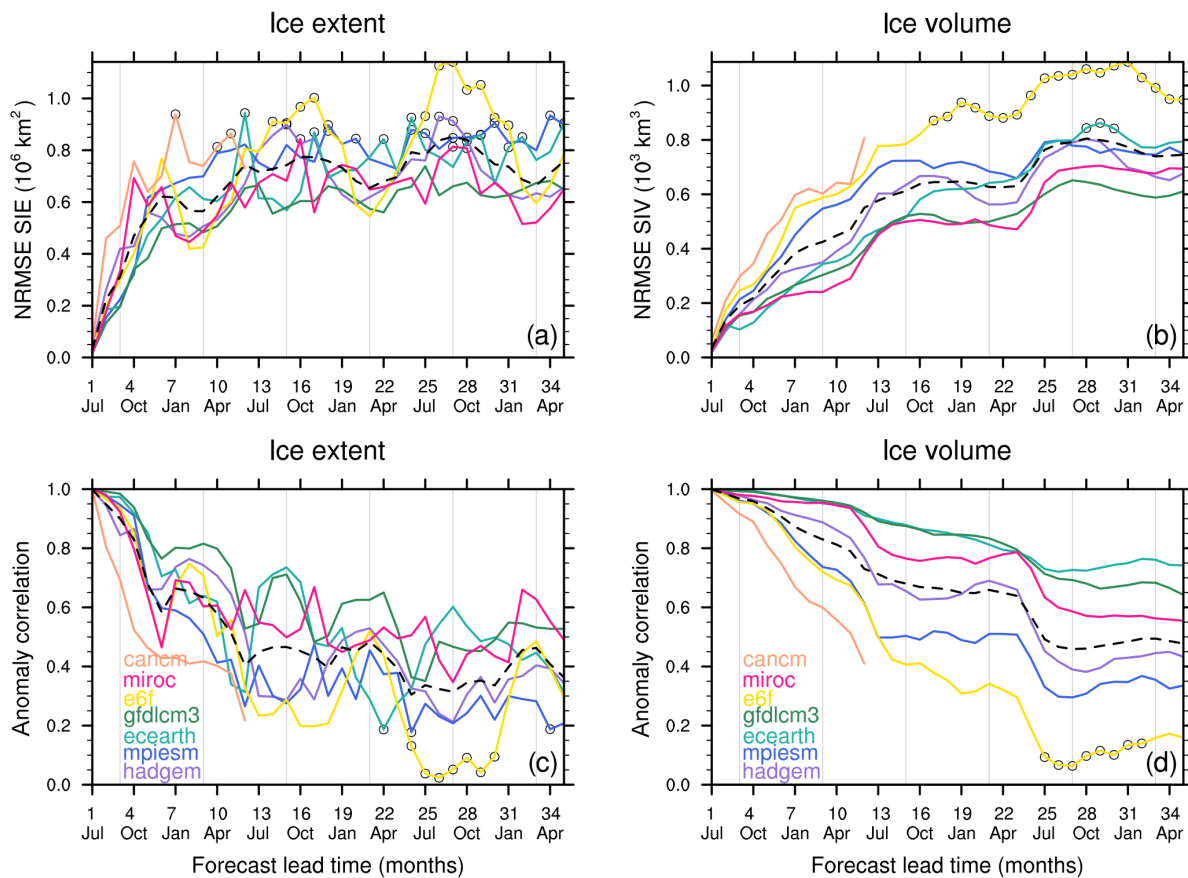 Ice extent
NRMSE SIE (10⁶ km²)
1.0
0.8
0.6
0.4
0.2
0.0
(a)
1 4 7 10 13 16 19 22 25 28 31 34
Jul Oct Jan Apr Jul Oct Jan Apr Jul Oct Jan Apr
Ice volume
NRMSE SIV (10³ km³)
1.0
0.8
0.6
0.4
0.2
0.0
(b)
1 4 7 10 13 16 19 22 25 28 31 34
Jul Oct Jan Apr Jul Oct Jan Apr Jul Oct Jan Apr
Ice extent
Anomaly correlation
1.0
0.8
0.6
0.4
0.2
0.0
cancm
miroc
e6f
gfdlcm3
ecearth
mpiesm
hadgem
(c)
1 4 7 10 13 16 19 22 25 28 31 34
Jul Oct Jan Apr Jul Oct Jan Apr Jul Oct Jan Apr
Forecast lead time (months)
Ice volume
Anomaly correlation
1.0
0.8
0.6
0.4
0.2
0.0
cancm
miroc
e6f
gfdlcm3
ecearth
mpiesm
hadgem
(d)
1 4 7 10 13 16 19 22 25 28 31 34
Jul Oct Jan Apr Jul Oct Jan Apr Jul Oct Jan Apr
Forecast lead time (months)